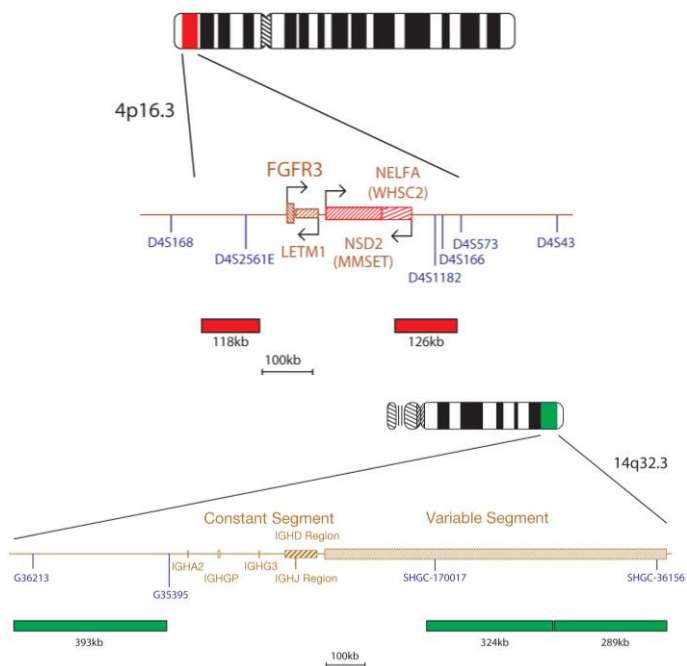 4p16.3
FGFR3
NELFA
(WHSC2)
D4S168
D4S2561E
LETM1
NSD2
(MMSET)
D4S573
D4S166
D4S1182
D4S43
118kb
126kb
100kb
14q32.3
Constant Segment
Variable Segment
IGHD Region
G36213
G35395
IGHA2
IGHGP
IGHG3
IGHJ Region
SHGC-170017
SHGC-36156
393kb
324kb
289kb
100kb